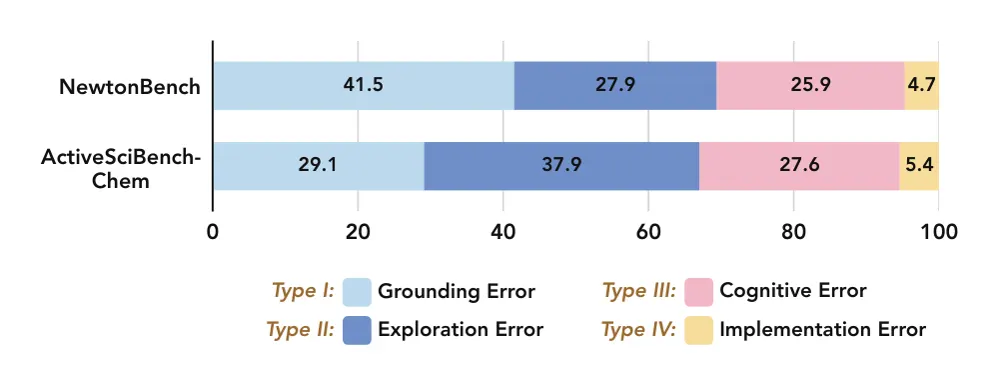 NewtonBench
41.5 27.9 25.9 4.7
ActiveSciBench-
Chem
29.1 37.9 27.6 5.4
0 20 40 60 80 100
Type I: Grounding Error
Type III: Cognitive Error
Type II: Exploration Error
Type IV: Implementation Error